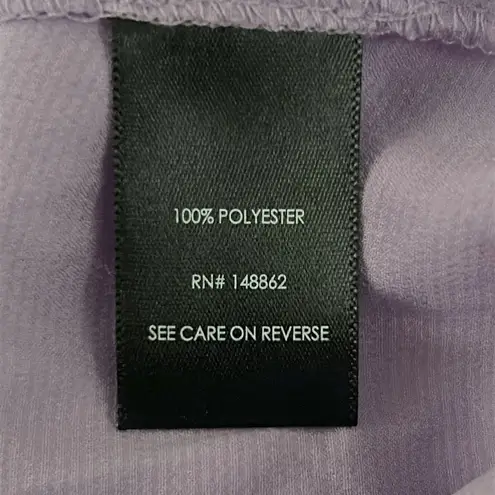 100% POLYESTER
RN# 148862
SEE CARE ON REVERSE